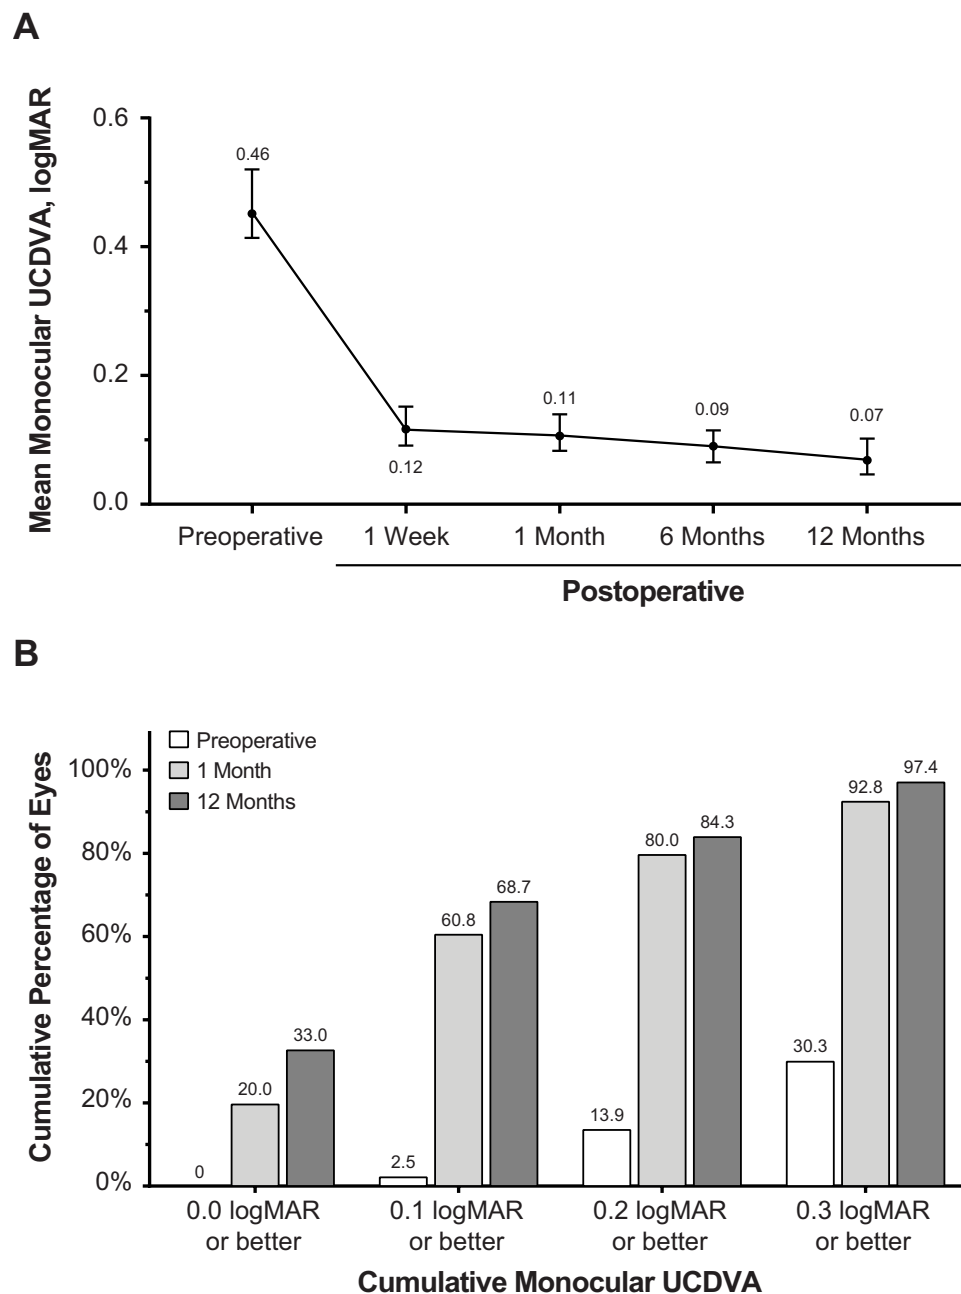 A
Mean Monocular UCDVA, logMAR
0.6
0.4
0.2
0.0
0.46
0.12
0.11
0.09
0.07
Preoperative
1 Week
1 Month
6 Months
12 Months
Postoperative
B
Cumulative Percentage of Eyes
100%
80%
60%
40%
20%
0%
Preoperative
1 Month
12 Months
0
20.0
33.0
2.5
60.8
68.7
13.9
80.0
84.3
30.3
92.8
97.4
0.0 logMAR
or better
0.1 logMAR
or better
0.2 logMAR
or better
0.3 logMAR
or better
Cumulative Monocular UCDVA